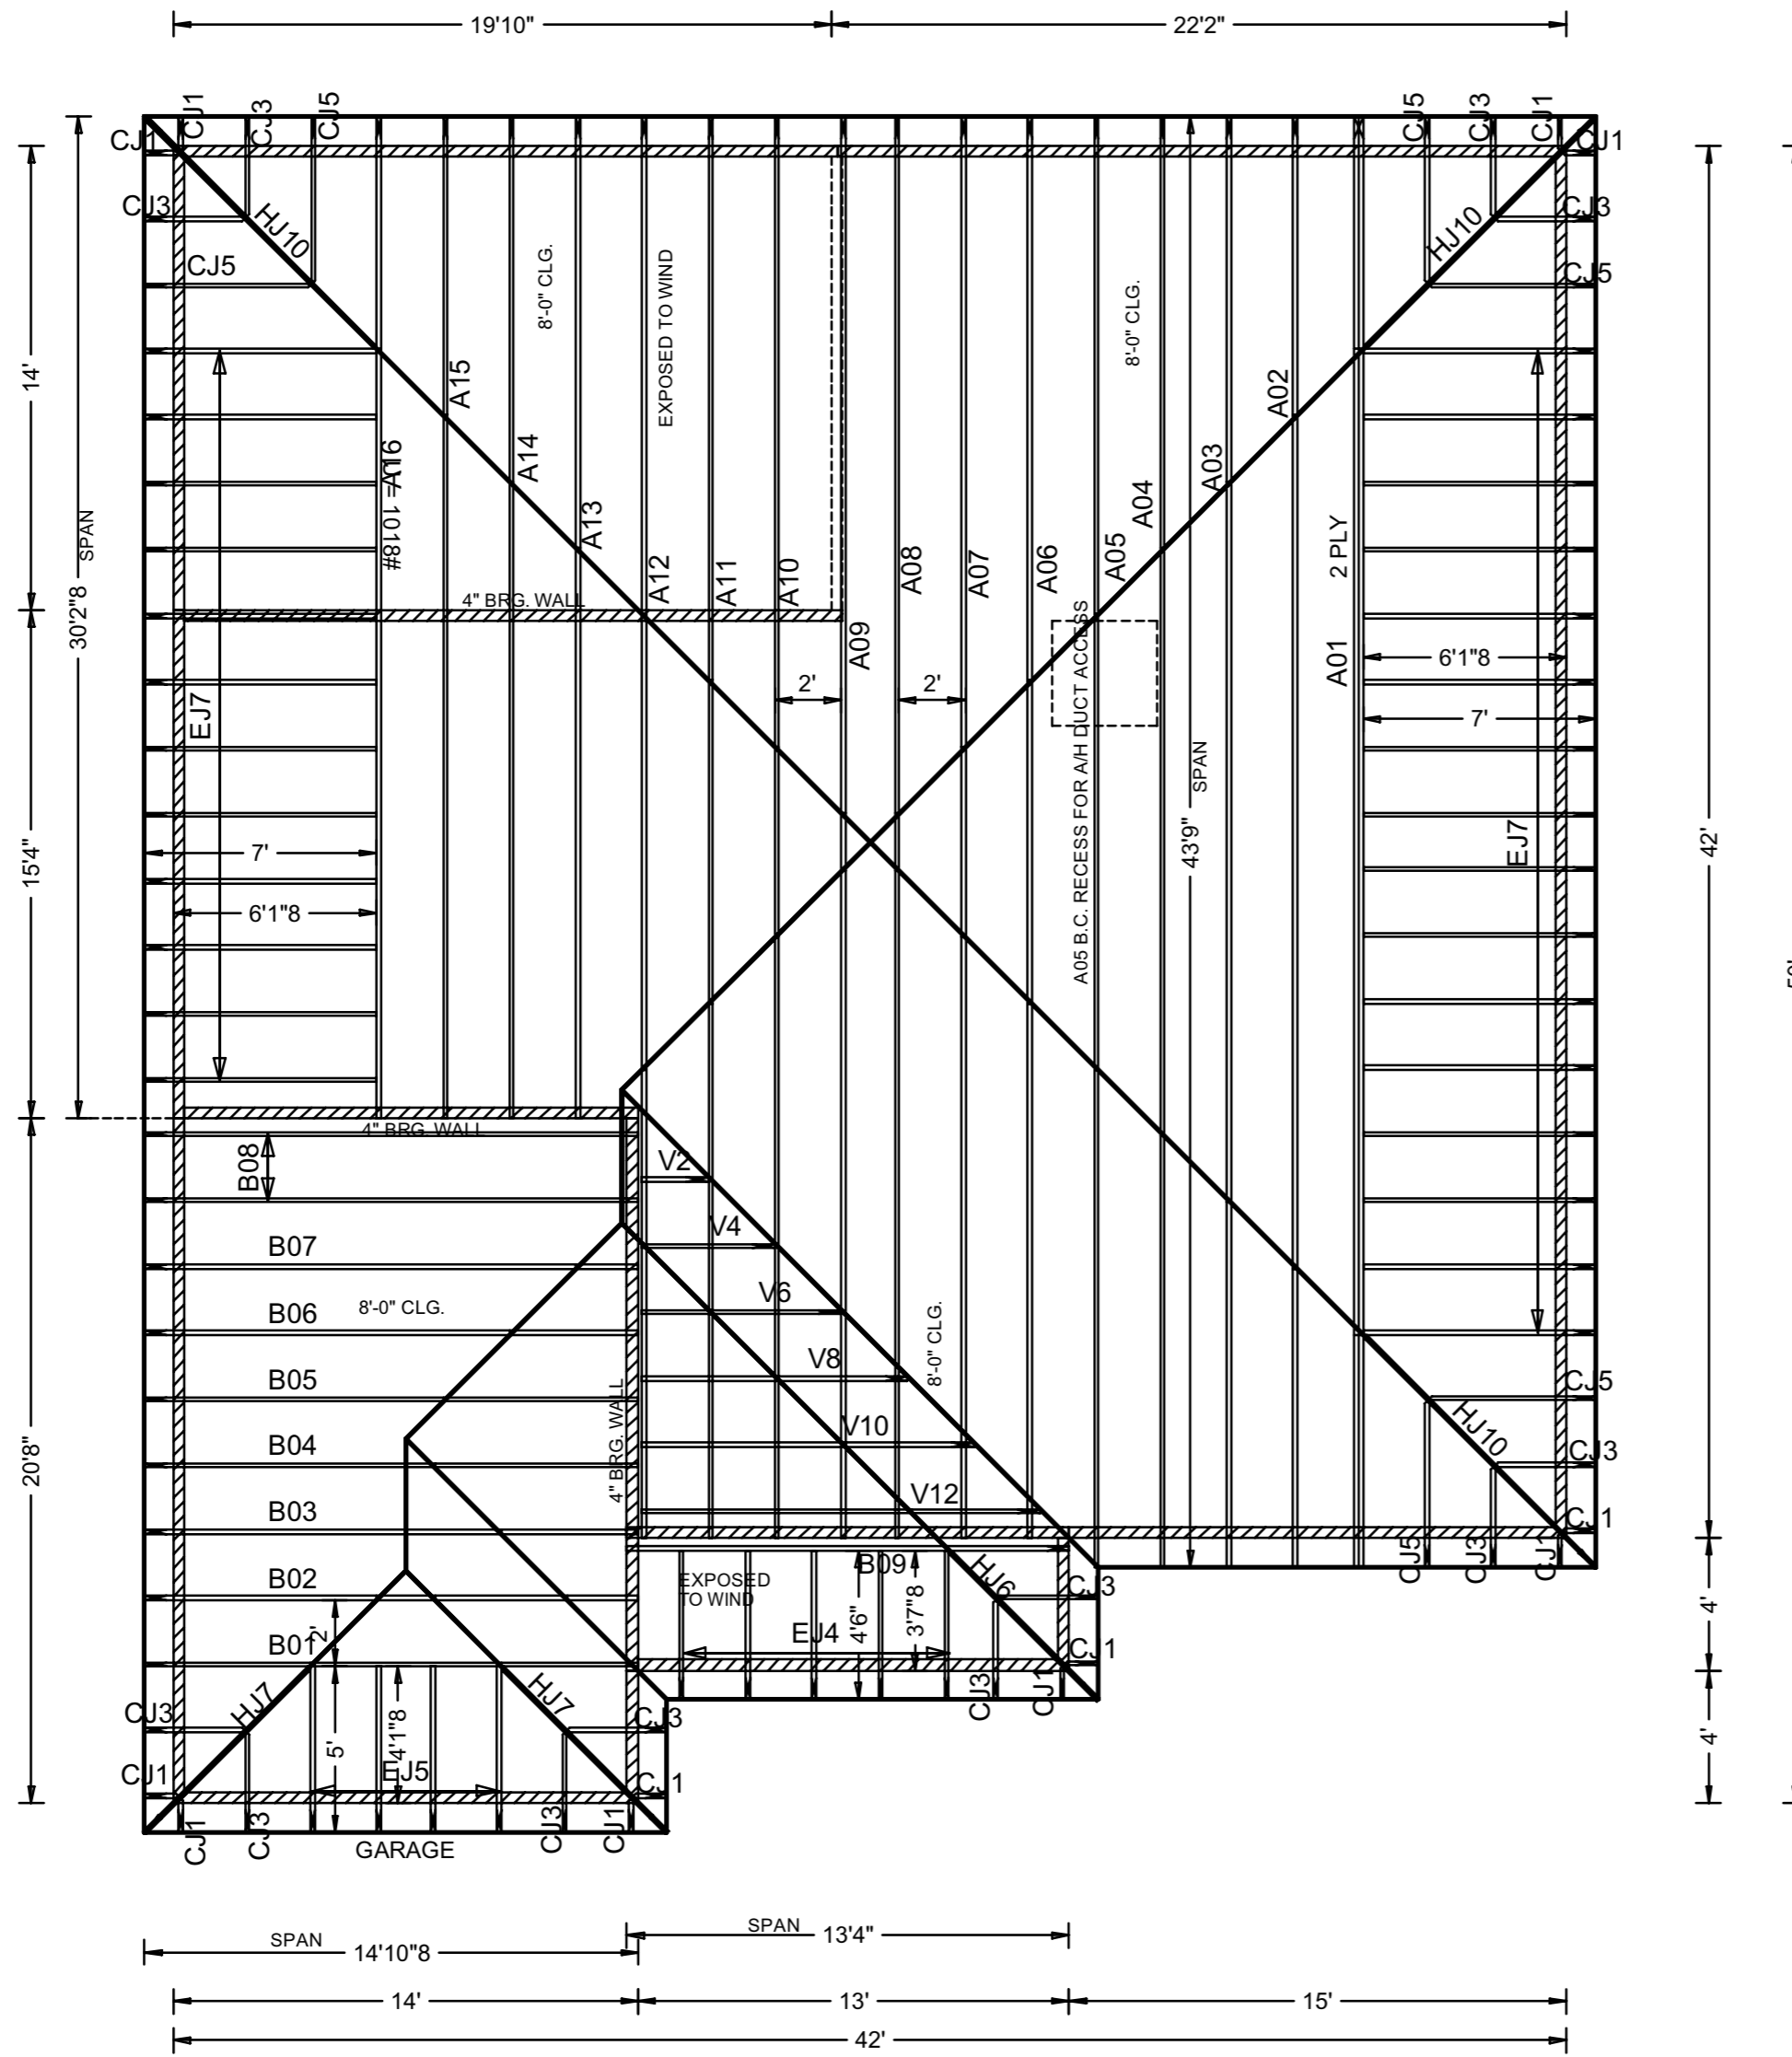 19'10"
22'2"
CJ1
CJ3
CJ5
CJ5
CJ3
CJ1
CJ1
CJ1
CJ3
CJ3
HJ10
HJ10
CJ5
CJ5
8'-0" CLG.
EXPOSED TO WIND
8'-0" CLG.
14'
30'2"8 SPAN
A15
A14
A13
A12
A11
A10
A09
A08
A07
A06
A05
A04
A03
A02
A01
2 PLY
A16
= 1018#
4" BRG. WALL
2'
2'
6'1"8
7'
EJ7
A05 B.C. RECESS FOR A/H DUCT ACCESS
43'9" SPAN
EJ7
42'
15'4"
7'
6'1"8
4" BRG. WALL
B08
V2
V4
V6
V8
V10
V12
B07
B06
8'-0" CLG.
B05
B04
B03
B02
B01
4" BRG. WALL
8'-0" CLG.
20'8"
CJ5
HJ10
CJ3
CJ1
CJ5
CJ3
CJ1
B09
EXPOSED
TO WIND
HJ6
CJ3
4'6"
3'7"8
EJ4
CJ1
CJ3
CJ1
4'
4'
2'
HJ7
HJ7
CJ3
CJ3
5'
4'1"8
EJ5
CJ1
CJ1
CJ1
CJ3
CJ3
CJ1
GARAGE
SPAN
14'10"8
SPAN
13'4"
14'
13'
15'
42'